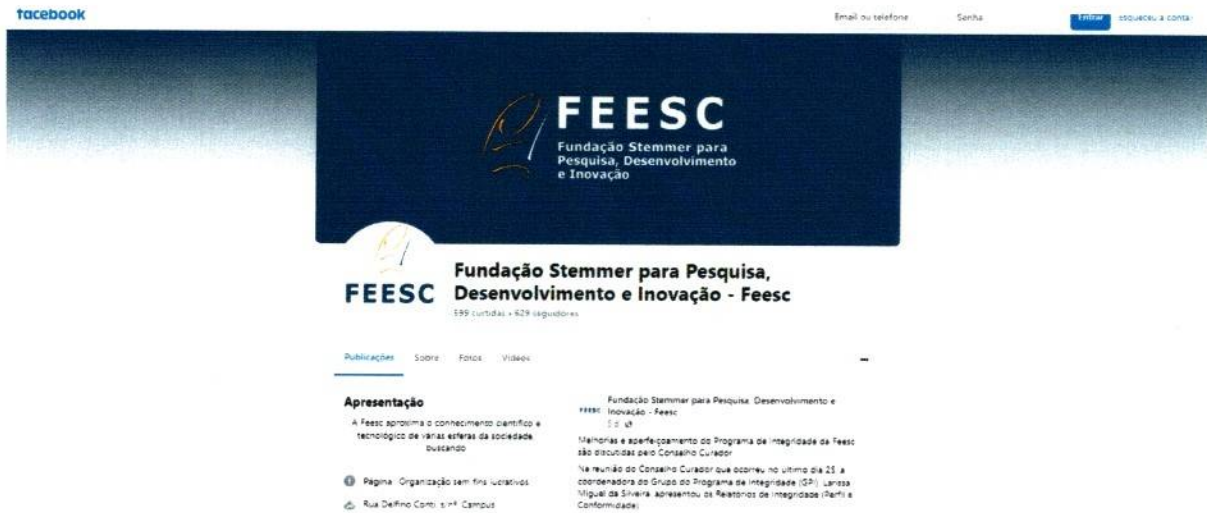 facebook
Email ou telefone
Senha
Entrar
Esqueceu a conta?
FEESC
Fundação Stemmer para
Pesquisa, Desenvolvimento
e Inovação
FEESC
Fundação Stemmer para Pesquisa,
Desenvolvimento e Inovação - Feesc
599 curtidas • 629 seguidores
Publicações
Sobre
Fotos
Vídeos
Apresentação
A Feesc aproxima o conhecimento científico e
tecnológico de várias esferas da sociedade,
buscando
Página · Organização sem fins lucrativos
Rua Delfino Conti, s/nº, Campus
FEESC
Fundação Stemmer para Pesquisa, Desenvolvimento e
Inovação - Feesc
Melhorias e aperfeiçoamento do Programa de Integridade da Feesc
são discutidas pelo Conselho Curador
Na reunião do Conselho Curador que ocorreu no último dia 25, a
coordenadora do Grupo do Programa de Integridade (GPI), Larissa
Miguel da Silveira, apresentou os Relatórios de Integridade (Perfil e
Conformidade)